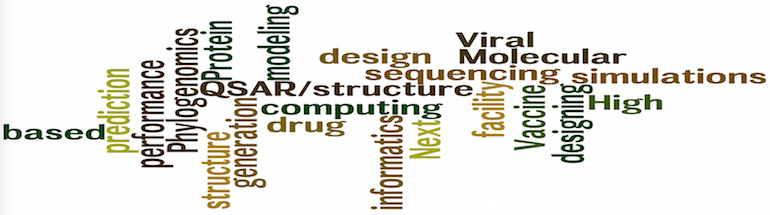 Viral
design
Molecular
sequencing
simulations
QSAR/structure
High
computing
drug
based
prediction
performance
Phylogenomics
Protein
modeling
structure
generation
informatics
Next
facility
Vaccine
designing